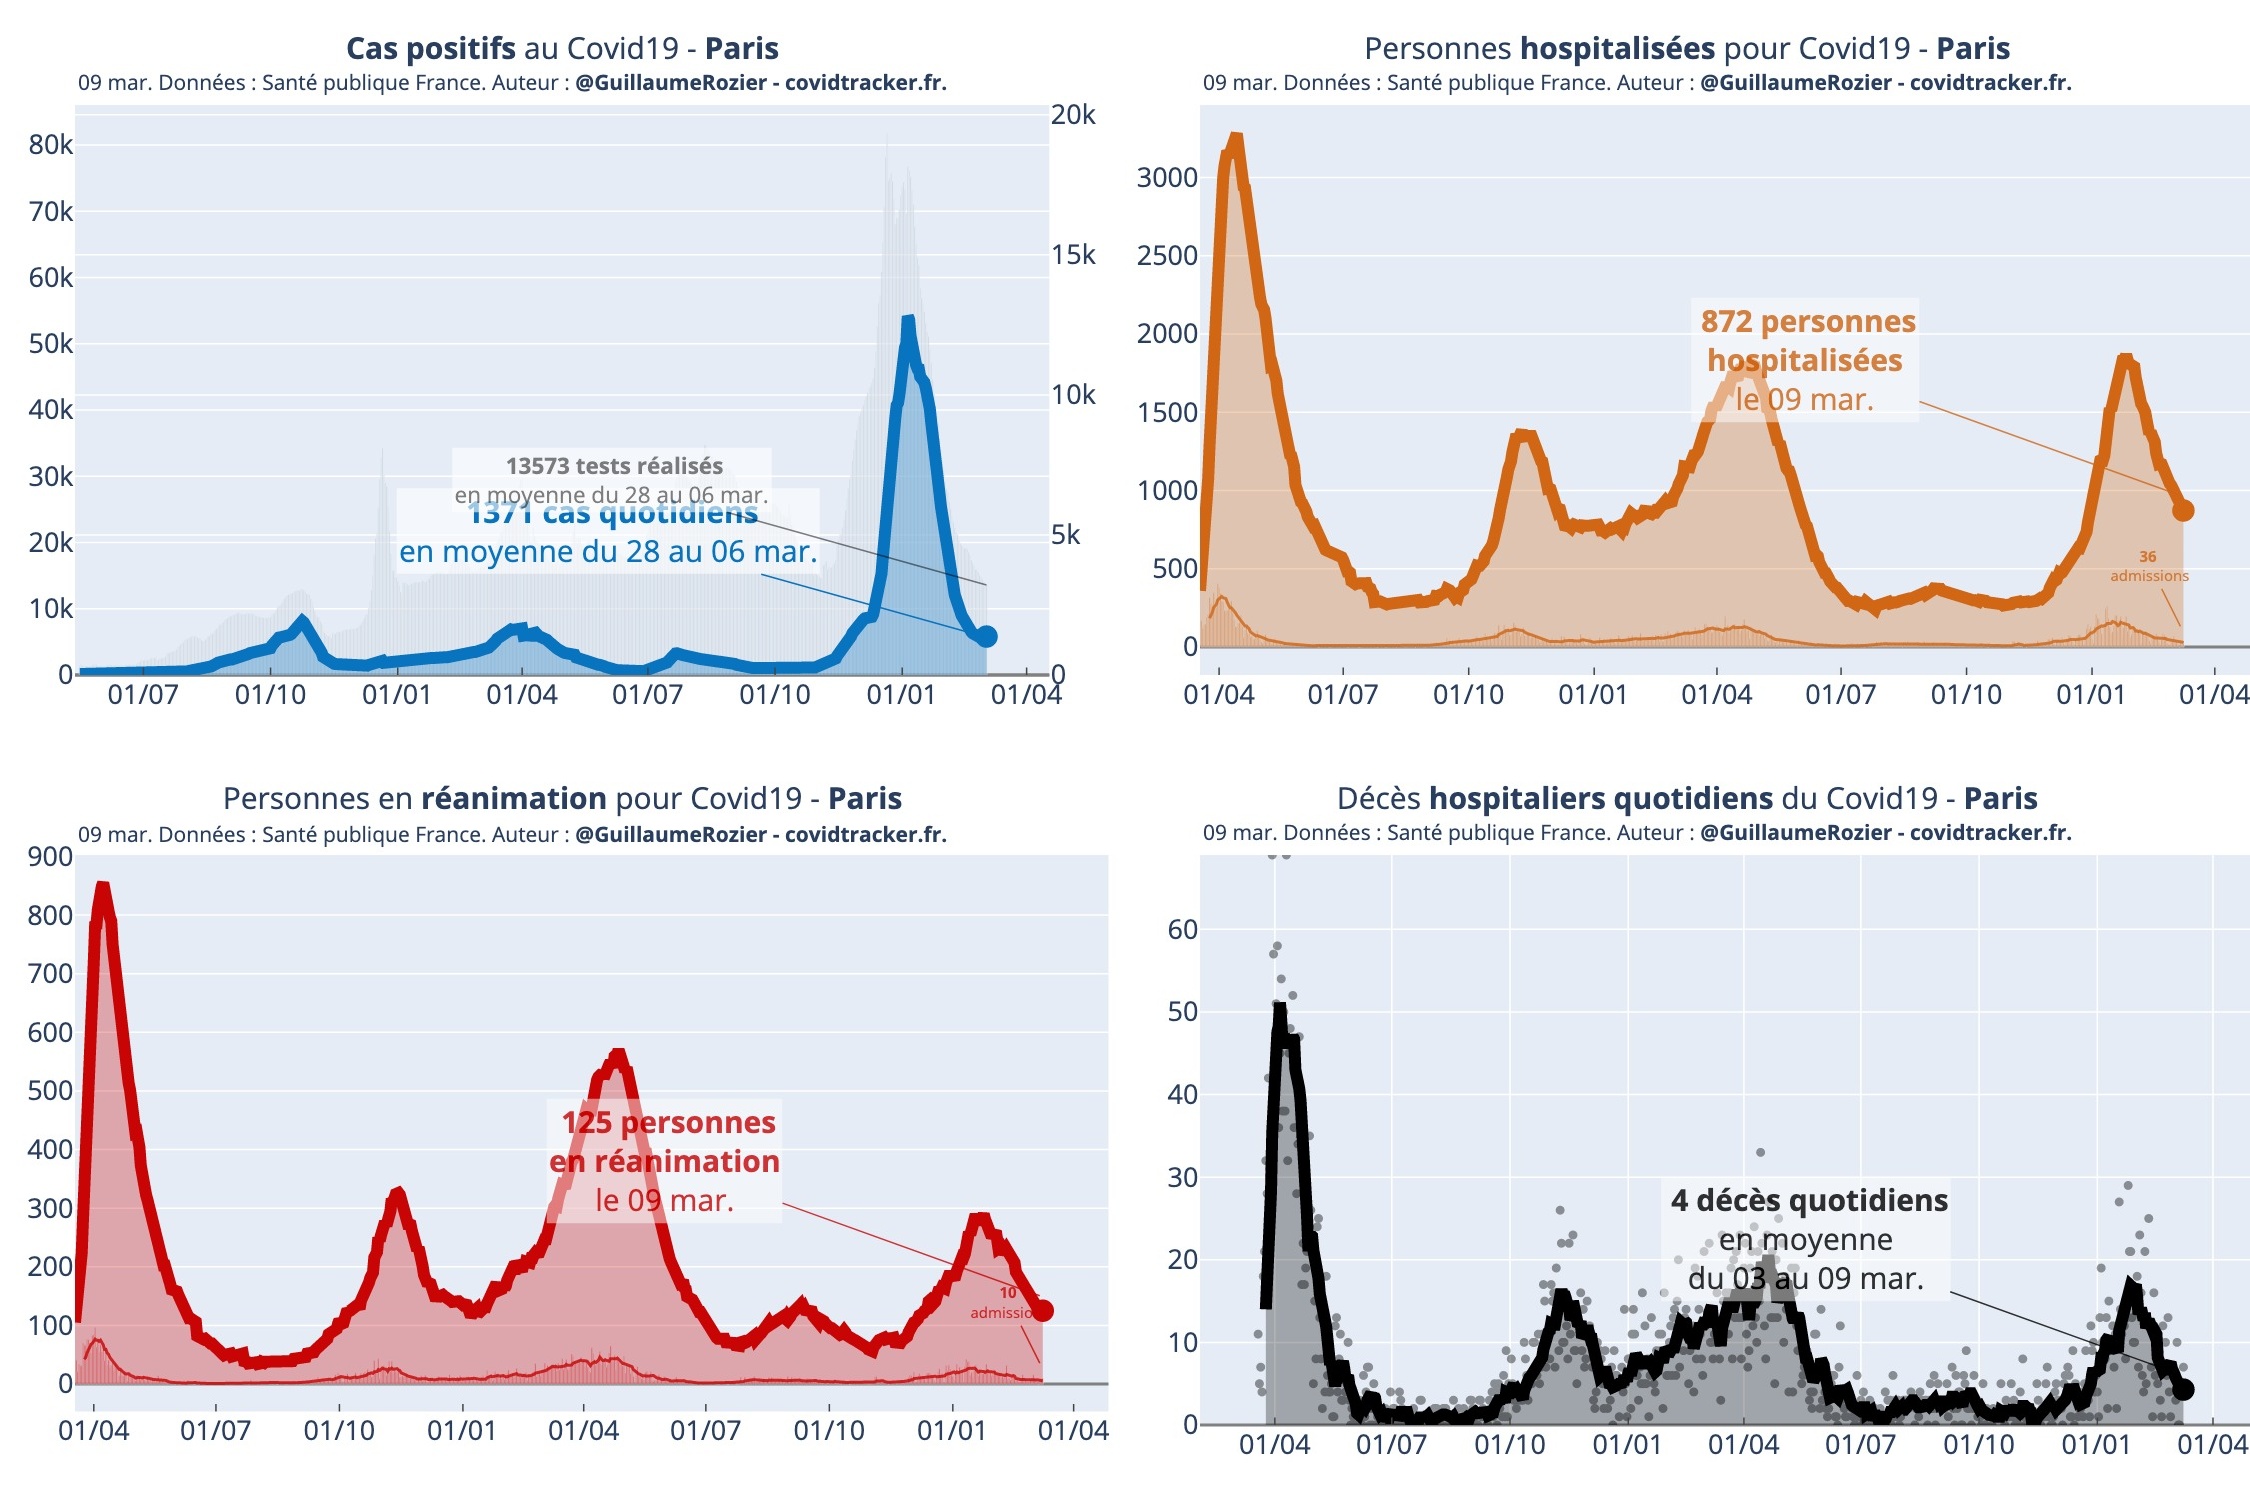 Cas positifs au Covid19 - Paris
09 mar. Données : Santé publique France. Auteur : @GuillaumeRozier - covidtracker.fr.
20k
80k
70k
15k
60k
50k
10k
40k
30k
13573 tests réalisés
en moyenne du 28 au 06 mar.
1371 cas quotidiens
en moyenne du 28 au 06 mar.
5k
20k
10k
0
0
01/07 01/10 01/01 01/04 01/07 01/10 01/01 01/04
Personnes hospitalisées pour Covid19 - Paris
09 mar. Données : Santé publique France. Auteur : @GuillaumeRozier - covidtracker.fr.
3000
2500
2000
1500
1000
500
0
872 personnes
hospitalisées
le 09 mar.
36
admissions
01/04 01/07 01/10 01/01 01/04 01/07 01/10 01/01 01/04
Personnes en réanimation pour Covid19 - Paris
09 mar. Données : Santé publique France. Auteur : @GuillaumeRozier - covidtracker.fr.
900
800
700
600
500
400
300
200
100
0
125 personnes
en réanimation
le 09 mar.
10
admissio
01/04 01/07 01/10 01/01 01/04 01/07 01/10 01/01 01/04
Décès hospitaliers quotidiens du Covid19 - Paris
09 mar. Données : Santé publique France. Auteur : @GuillaumeRozier - covidtracker.fr.
60
50
40
30
20
10
0
4 décès quotidiens
en moyenne
du 03 au 09 mar.
01/04 01/07 01/10 01/01 01/04 01/07 01/10 01/01 01/04